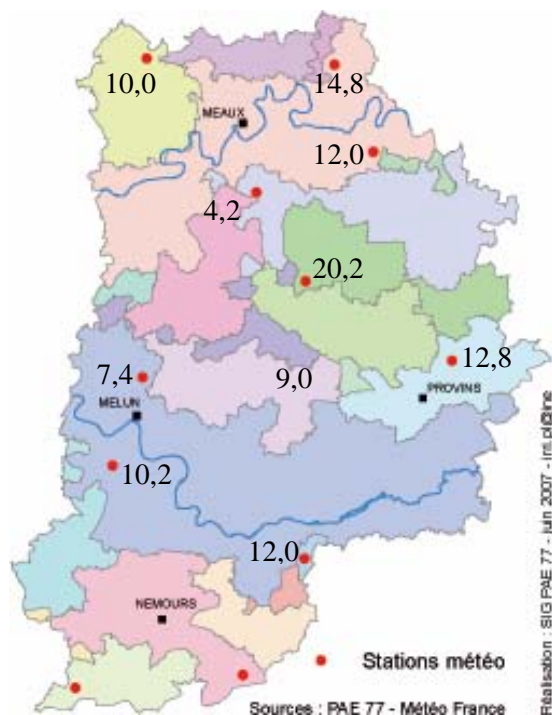 10,0
14,8
MEAUX
12,0
4,2
20,2
12,8
7,4
9,0
PROVINS
MELUN
10,2
12,0
NEMOURS
Stations météo
Sources : PAE 77 - Météo France
Réalisation : SIG PAE 77 - juin 2007 -